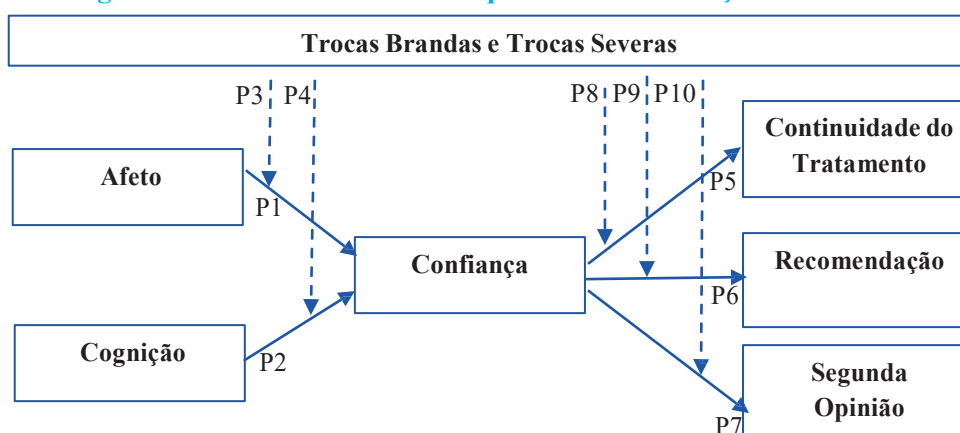 Trocas Brandas e Trocas Severas
P3 P4 P8 P9 P10
Continuidade do
Tratamento
Afeto
P5
P1
Confiança
Recomendação
P6
Cognição
P2
Segunda
Opinião
P7